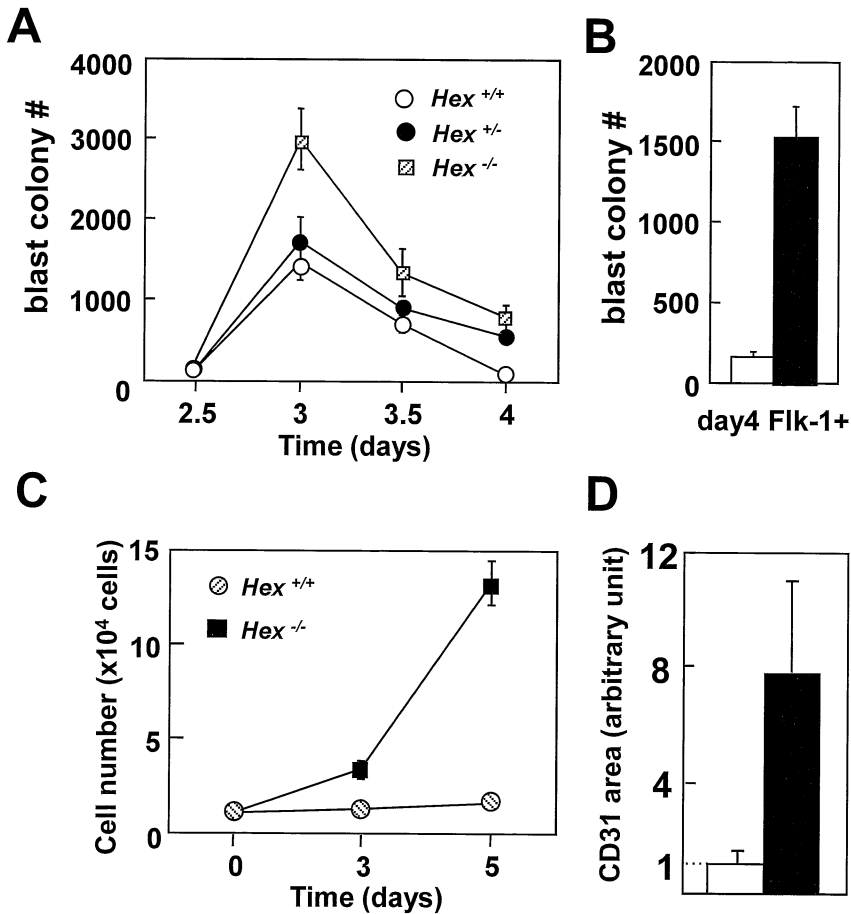 A
blast colony #
4000
3000
2000
1000
0
Hex +/+
Hex +/-
Hex -/-
2.5 3 3.5 4
Time (days)
B
blast colony #
2000
1500
1000
500
0
day4 Flk-1+
C
Cell number (x10⁴ cells)
15
10
5
0
Hex +/+
Hex -/-
0 3 5
Time (days)
D
CD31 area (arbitrary unit)
12
8
4
1